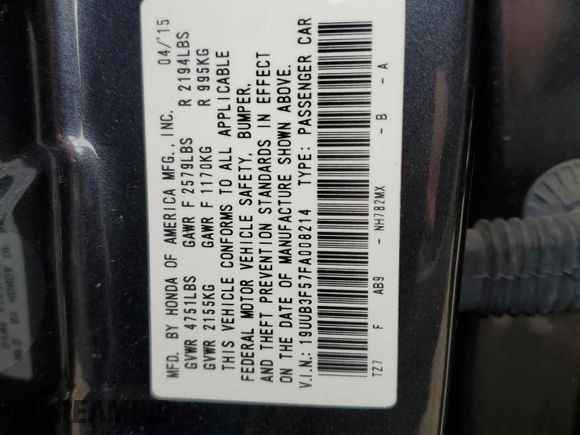 MFD. BY HONDA OF AMERICA MFG., INC. 04/'15
GVWR 4751LBS GAWR F 2579LBS R 2194LBS
GVWR 2155KG GAWR F 1170KG R 995KG
THIS VEHICLE CONFORMS TO ALL APPLICABLE
FEDERAL MOTOR VEHICLE SAFETY, BUMPER,
AND THEFT PREVENTION STANDARDS IN EFFECT
ON THE DATE OF MANUFACTURE SHOWN ABOVE.
V.I.N.: 19UUB3F57FA008214 TYPE: PASSENGER CAR
TZ7 F AB9 - NH782MX - B - A